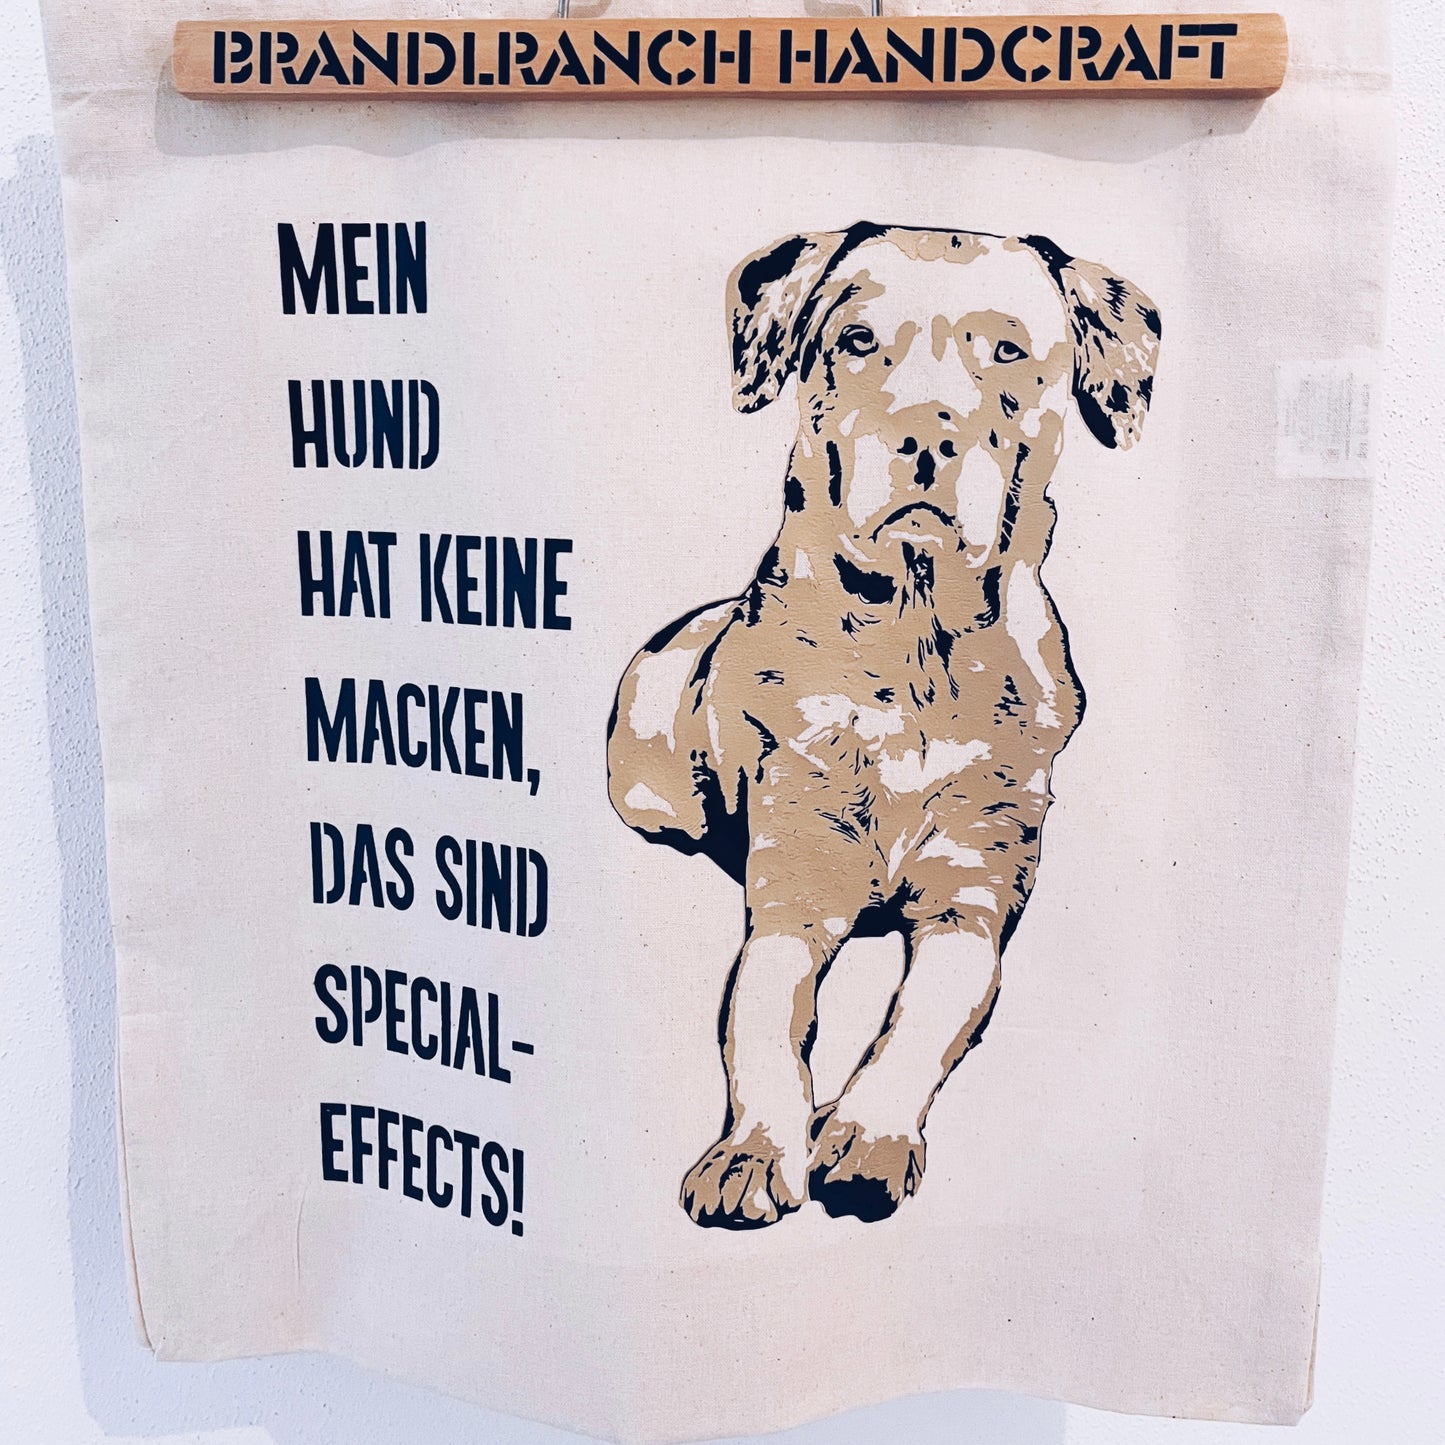 BRANDLRANCH HANDCRAFT
MEIN
HUND
HAT KEINE
MACKEN,
DAS SIND
SPECIAL-
EFFECTS!